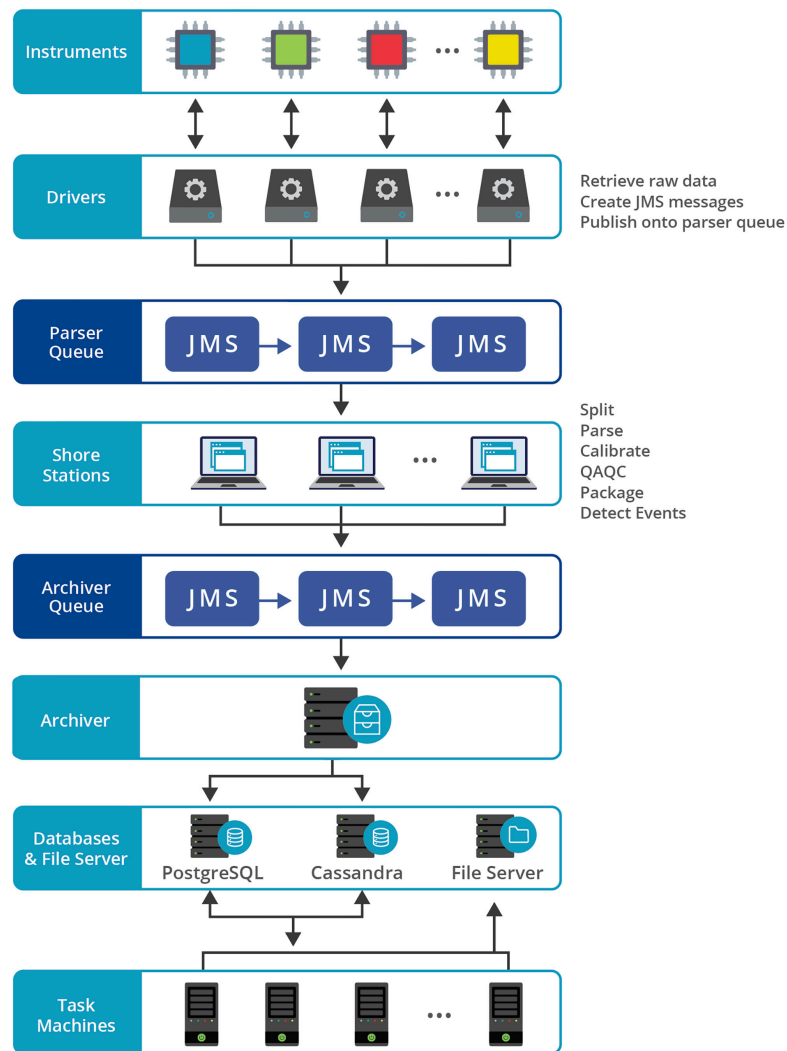 Instruments
Drivers
Retrieve raw data
Create JMS messages
Publish onto parser queue
Parser
Queue
JMS
JMS
JMS
Shore
Stations
Split
Parse
Calibrate
QAQC
Package
Detect Events
Archiver
Queue
JMS
JMS
JMS
Archiver
Databases
& File Server
PostgreSQL
Cassandra
File Server
Task
Machines